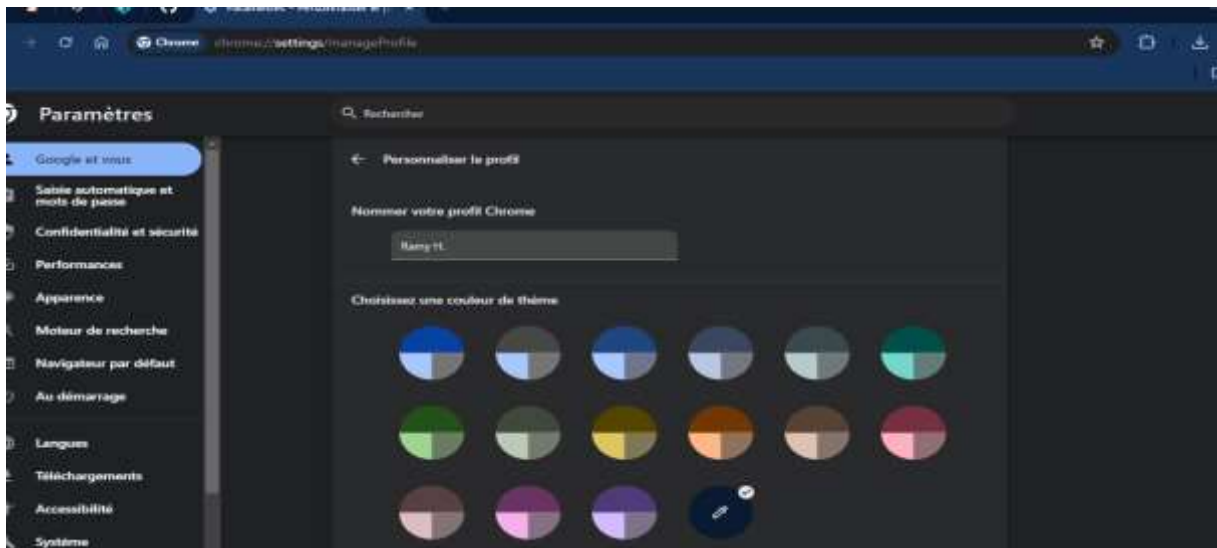 Chrome
chrome://settings/manageProfile
Paramètres
Rechercher
Google et vous
Personnaliser le profil
Saisie automatique et
mots de passe
Nommer votre profil Chrome
Confidentialité et sécurité
Ramy H.
Performances
Apparence
Choisissez une couleur de thème
Moteur de recherche
Navigateur par défaut
Au démarrage
Langues
Téléchargements
Accessibilité
Système